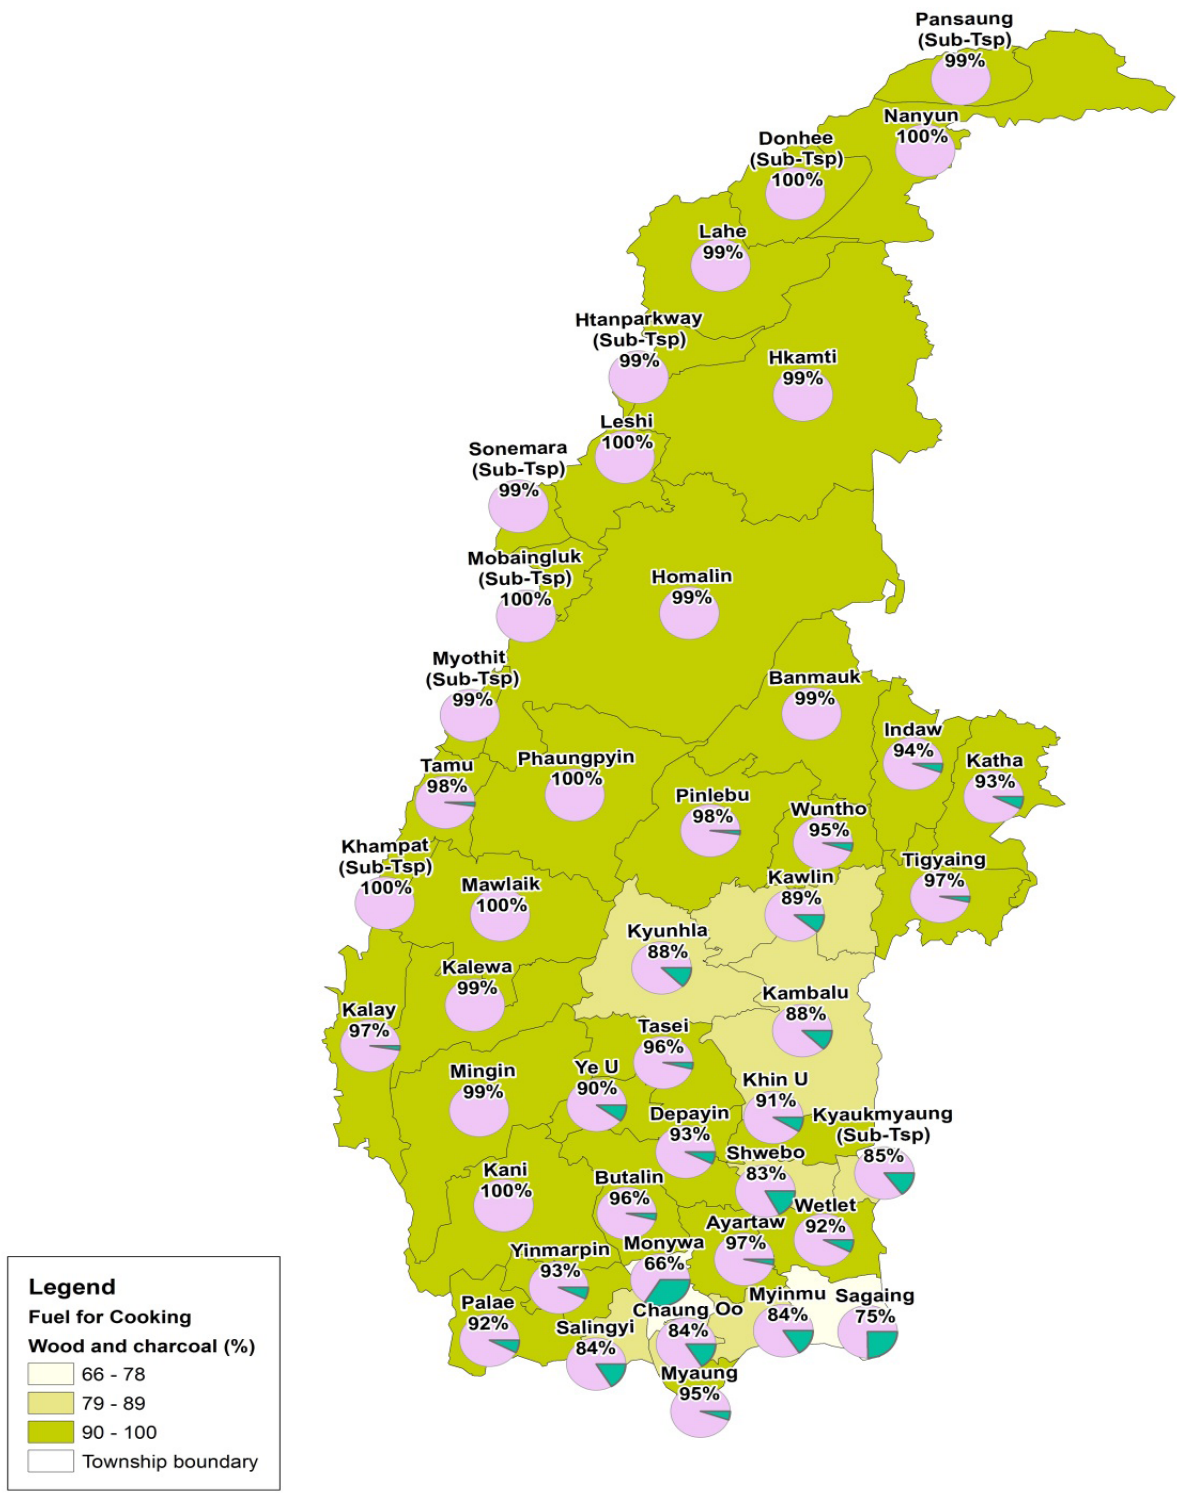 Pansaung
(Sub-Tsp)
99%
Nanyun
100%
Donhee
(Sub-Tsp)
100%
Lahe
99%
Htanparkway
(Sub-Tsp)
99%
Hkamti
99%
Leshi
100%
Sonemara
(Sub-Tsp)
99%
Mobaingluk
(Sub-Tsp)
100%
Homalin
99%
Myothit
(Sub-Tsp)
99%
Banmauk
99%
Indaw
94%
Katha
93%
Tamu
98%
Phaungpyin
100%
Pinlebu
98%
Wuntho
95%
Khampat
(Sub-Tsp)
100%
Mawlaik
100%
Kawlin
89%
Tigyaing
97%
Kyunhla
88%
Kalewa
99%
Kambalu
88%
Kalay
97%
Tasei
96%
Mingin
99%
Ye U
90%
Khin U
91%
Depayin
93%
Kyaukmyaung
(Sub-Tsp)
85%
Shwebo
83%
Kani
100%
Butalin
96%
Wetlet
92%
Ayartaw
97%
Yinmarpin
93%
Monywa
66%
Palae
92%
Salingyi
84%
Chaung Oo
84%
Myinmu
84%
Sagaing
75%
Myaung
95%
Legend
Fuel for Cooking
Wood and charcoal (%)
66 - 78
79 - 89
90 - 100
Township boundary